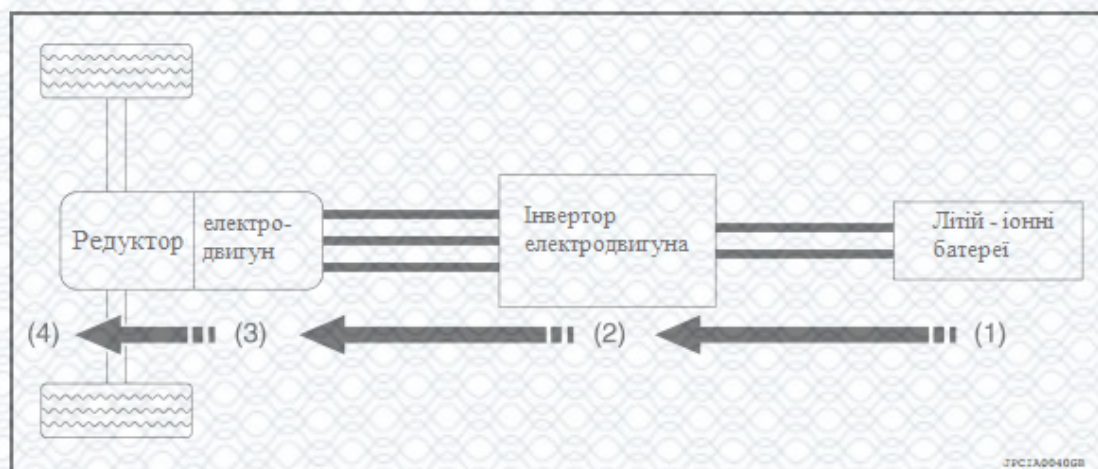 Редуктор
електро-
двигун
Інвертор
електродвигуна
Літій - іонні
батереї
(4)
(3)
(2)
(1)
JPCIA0040GB